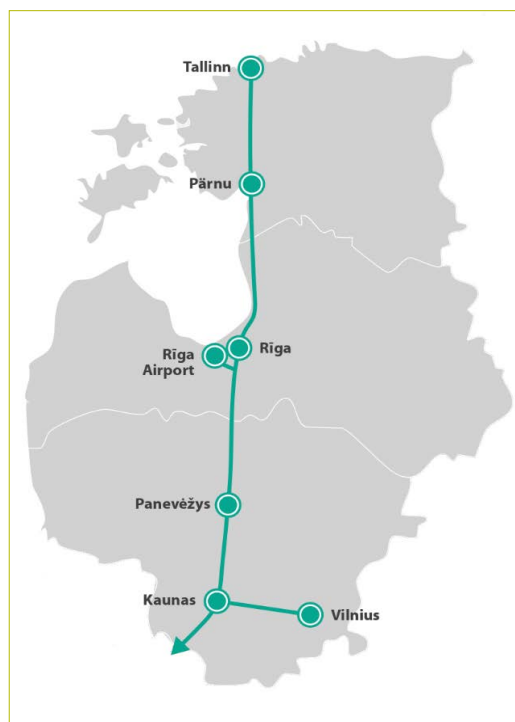 Tallinn
Pärnu
Rīga
Rīga
Airport
Panevėžys
Kaunas
Vilnius